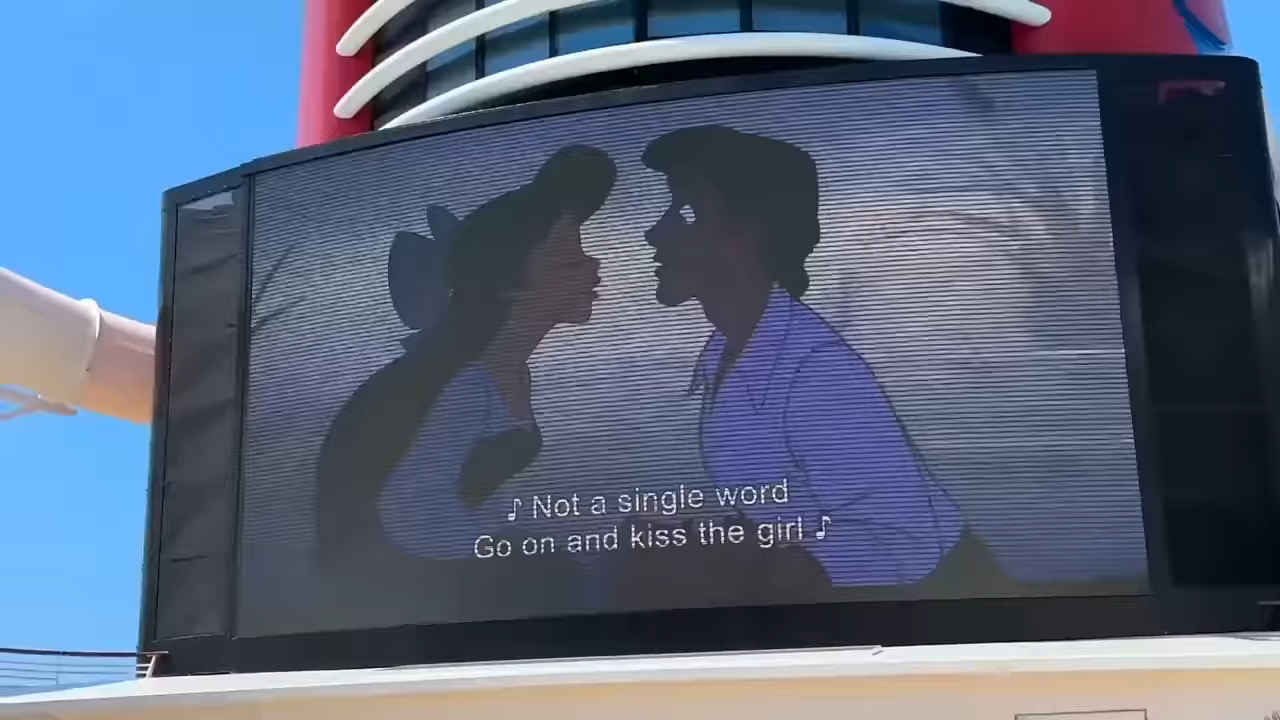 ♪ Not a single word
Go on and kiss the girl ♪